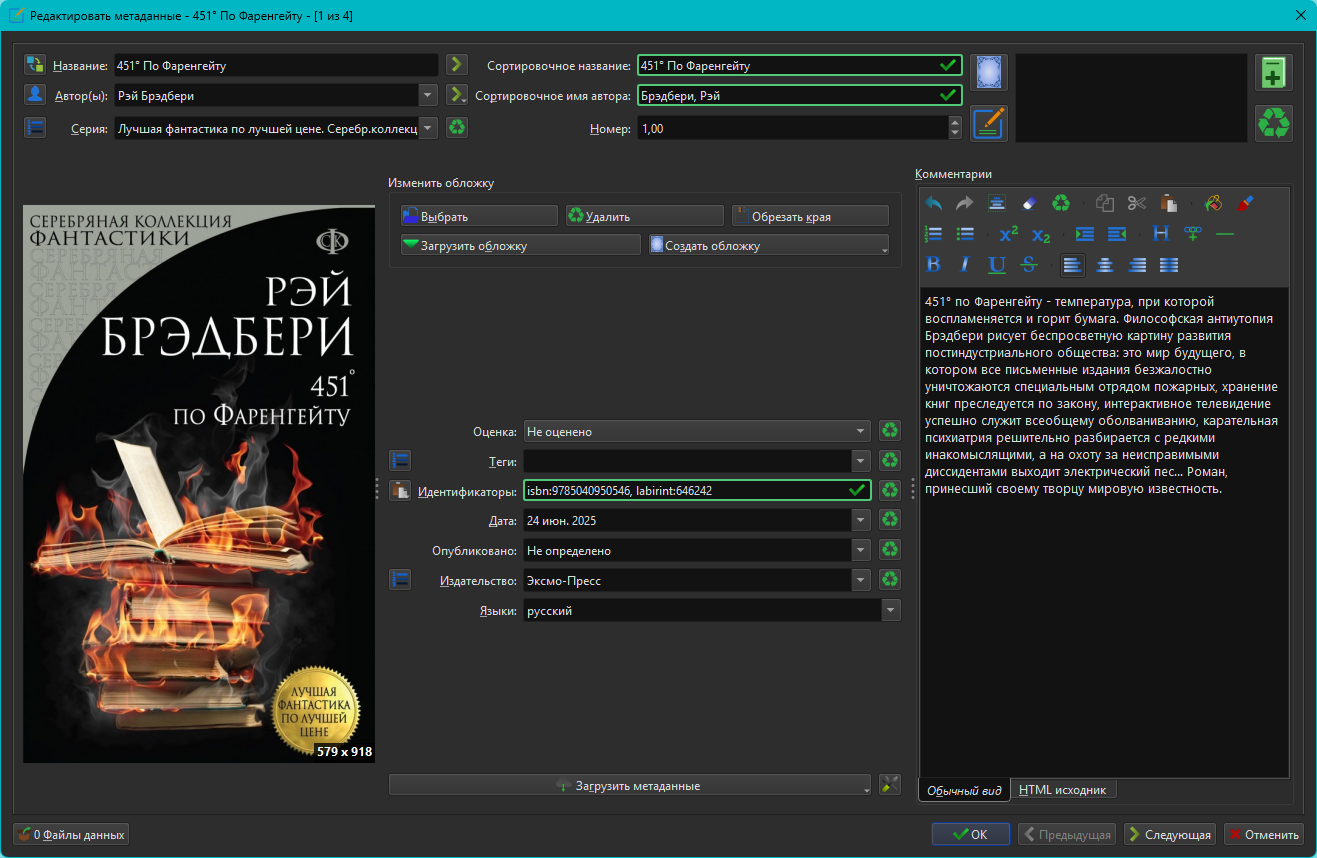 Редактировать метаданные - 451° По Фаренгейту - [1 из 4]
Название: 451° По Фаренгейту
Сортировочное название: 451° По Фаренгейту
Автор(ы): Рэй Брэдбери
Сортировочное имя автора: Брэдбери, Рэй
Серия: Лучшая фантастика по лучшей цене. Серебр.коллекц
Номер: 1,00
СЕРЕБРЯНАЯ КОЛЛЕКЦИЯ
ФАНТАСТИКИ
РЭЙ
БРЭДБЕРИ
451°
ПО ФАРЕНГЕЙТУ
ЛУЧШАЯ
ФАНТАСТИКА
ПО ЛУЧШЕЙ
ЦЕНЕ
579 x 918
Изменить обложку
Выбрать
Удалить
Обрезать края
Загрузить обложку
Создать обложку
Оценка: Не оценено
Теги:
Идентификаторы: isbn:9785040950546, labirint:646242
Дата: 24 июн. 2025
Опубликовано: Не определено
Издательство: Эксмо-Пресс
Языки: русский
Загрузить метаданные
Комментарии
451° по Фаренгейту - температура, при которой
воспламеняется и горит бумага. Философская антиутопия
Брэдбери рисует беспросветную картину развития
постиндустриального общества: это мир будущего, в
котором все письменные издания безжалостно
уничтожаются специальным отрядом пожарных, хранение
книг преследуется по закону, интерактивное телевидение
успешно служит всеобщему оболваниванию, карательная
психиатрия решительно разбирается с редкими
инакомыслящими, а на охоту за неисправимыми
диссидентами выходит электрический пес... Роман,
принесший своему творцу мировую известность.
Обычный вид
HTML исходник
0 Файлы данных
OK
Предыдущая
Следующая
Отменить